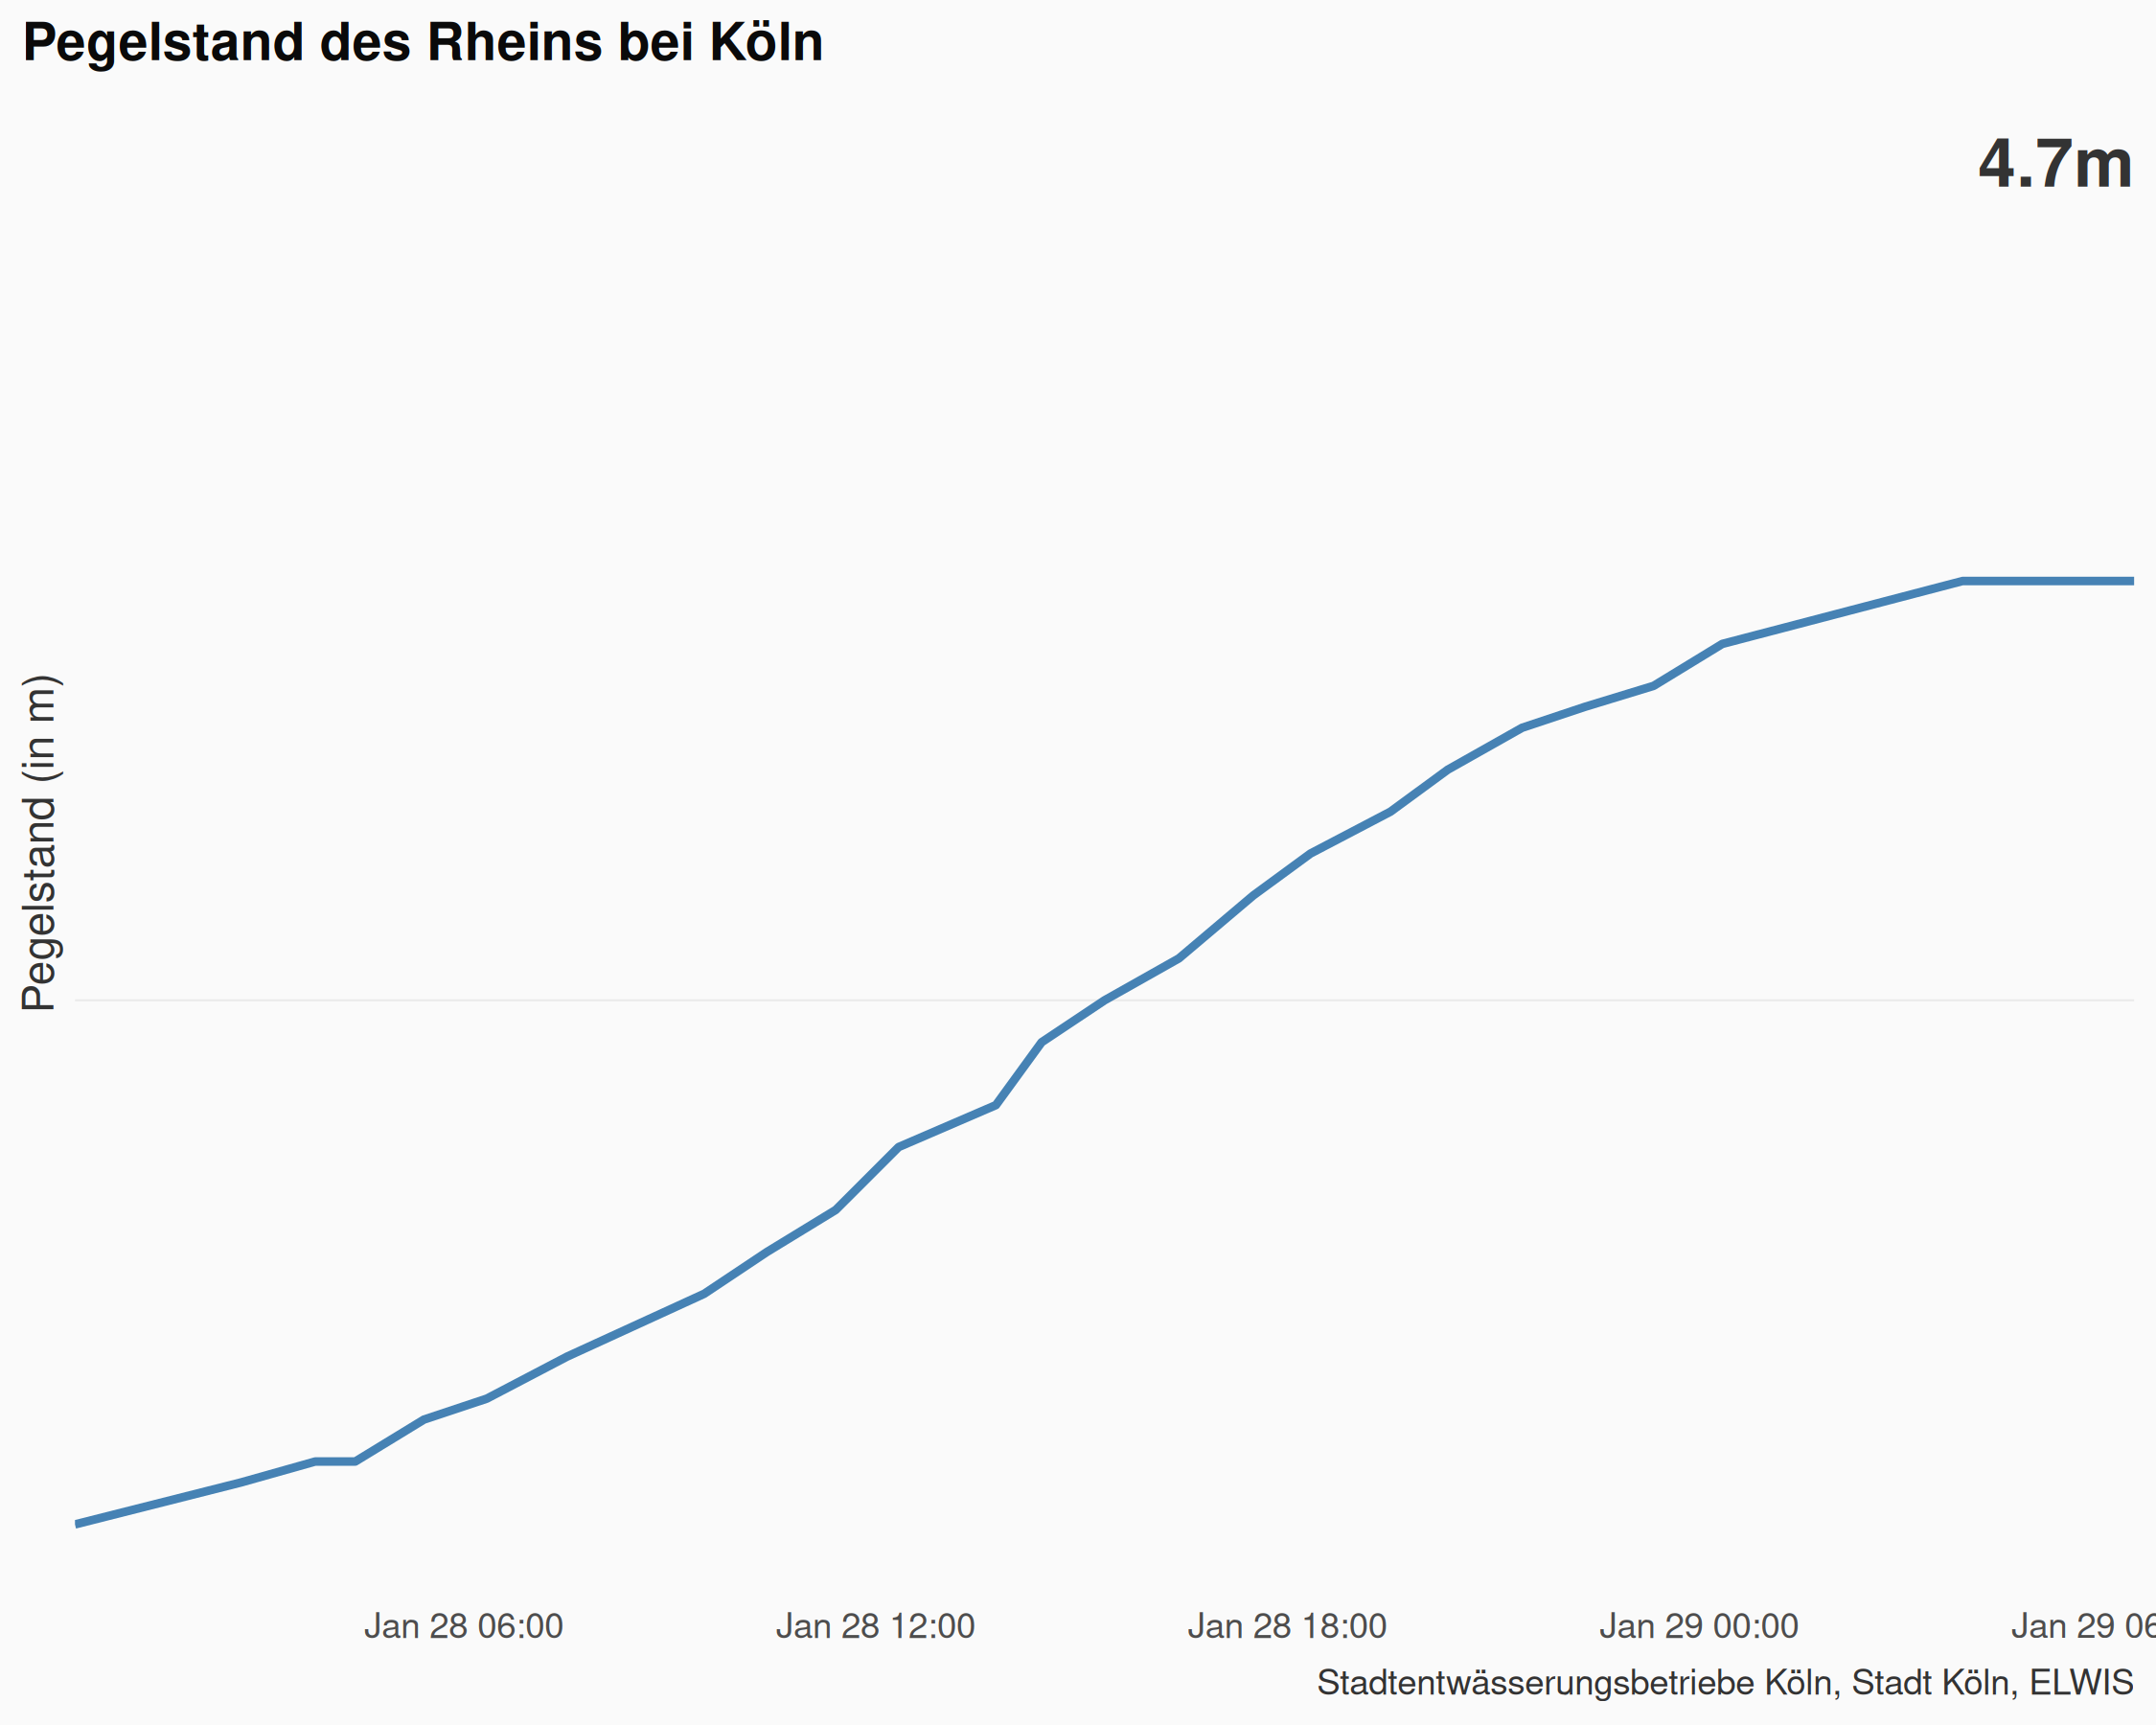 Pegelstand des Rheins bei Köln
4.7m
Pegelstand (in m)
Jan 28 06:00 Jan 28 12:00 Jan 28 18:00 Jan 29 00:00 Jan 29 06
Stadtentwässerungsbetriebe Köln, Stadt Köln, ELWIS